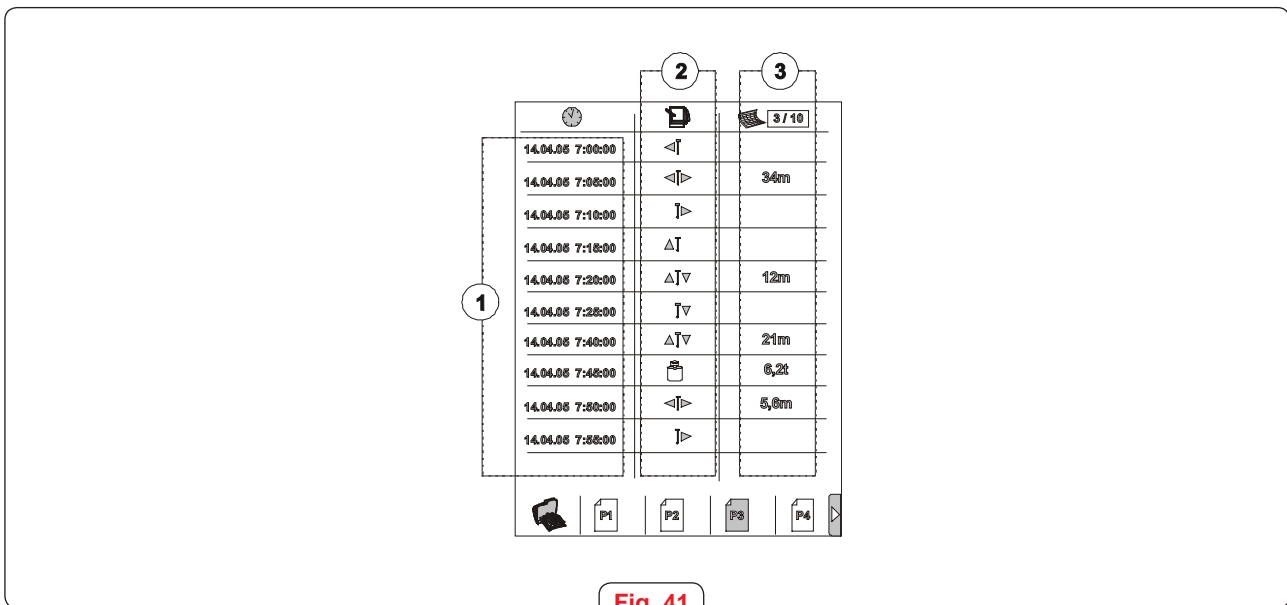 2 3
3 / 10
14.04.05 7:00:00
14.04.05 7:05:00 34m
14.04.05 7:10:00
14.04.05 7:15:00
14.04.05 7:20:00 12m
14.04.05 7:25:00
1
14.04.05 7:40:00 21m
14.04.05 7:45:00 6,2t
14.04.05 7:50:00 5,6m
14.04.05 7:55:00
P1 P2 P3 P4
Fig. 41